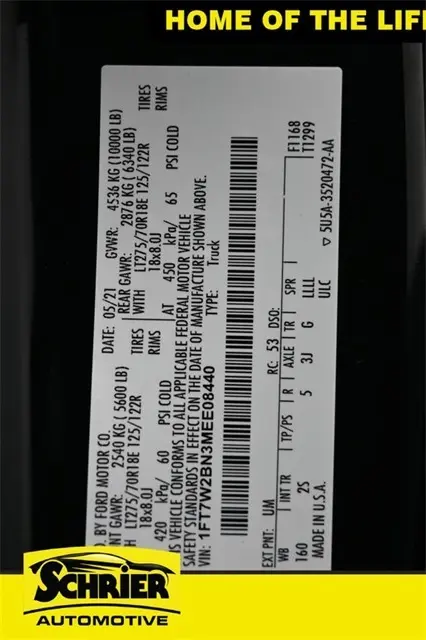 HOME OF THE LIF
. BY FORD MOTOR CO.
DATE: 05/21 GVWR: 4536 KG (10000 LB)
NT GAWR: 2540 KG (5600 LB) REAR GAWR: 2876 KG (6340 LB)
TH LT275/70R18E 125/122R TIRES WITH LT275/70R18E 125/122R TIRES
18x8.0J RIMS 18x8.0J RIMS
420 kPa/ 60 PSI COLD AT 450 kPa/ 65 PSI COLD
IS VEHICLE CONFORMS TO ALL APPLICABLE FEDERAL MOTOR VEHICLE
SAFETY STANDARDS IN EFFECT ON THE DATE OF MANUFACTURE SHOWN ABOVE.
VIN: 1FT7W2BN3MEE08440 TYPE: Truck
F1168
T1299
EXT PNT: UM RC: 53 DSO:
WB INT TR TP/PS R AXLE TR SPR
160 2S 5 3J G LLLL
MADE IN U.S.A. ULC
▽ 5U5A-3520472-AA
SCHRIER
AUTOMOTIVE